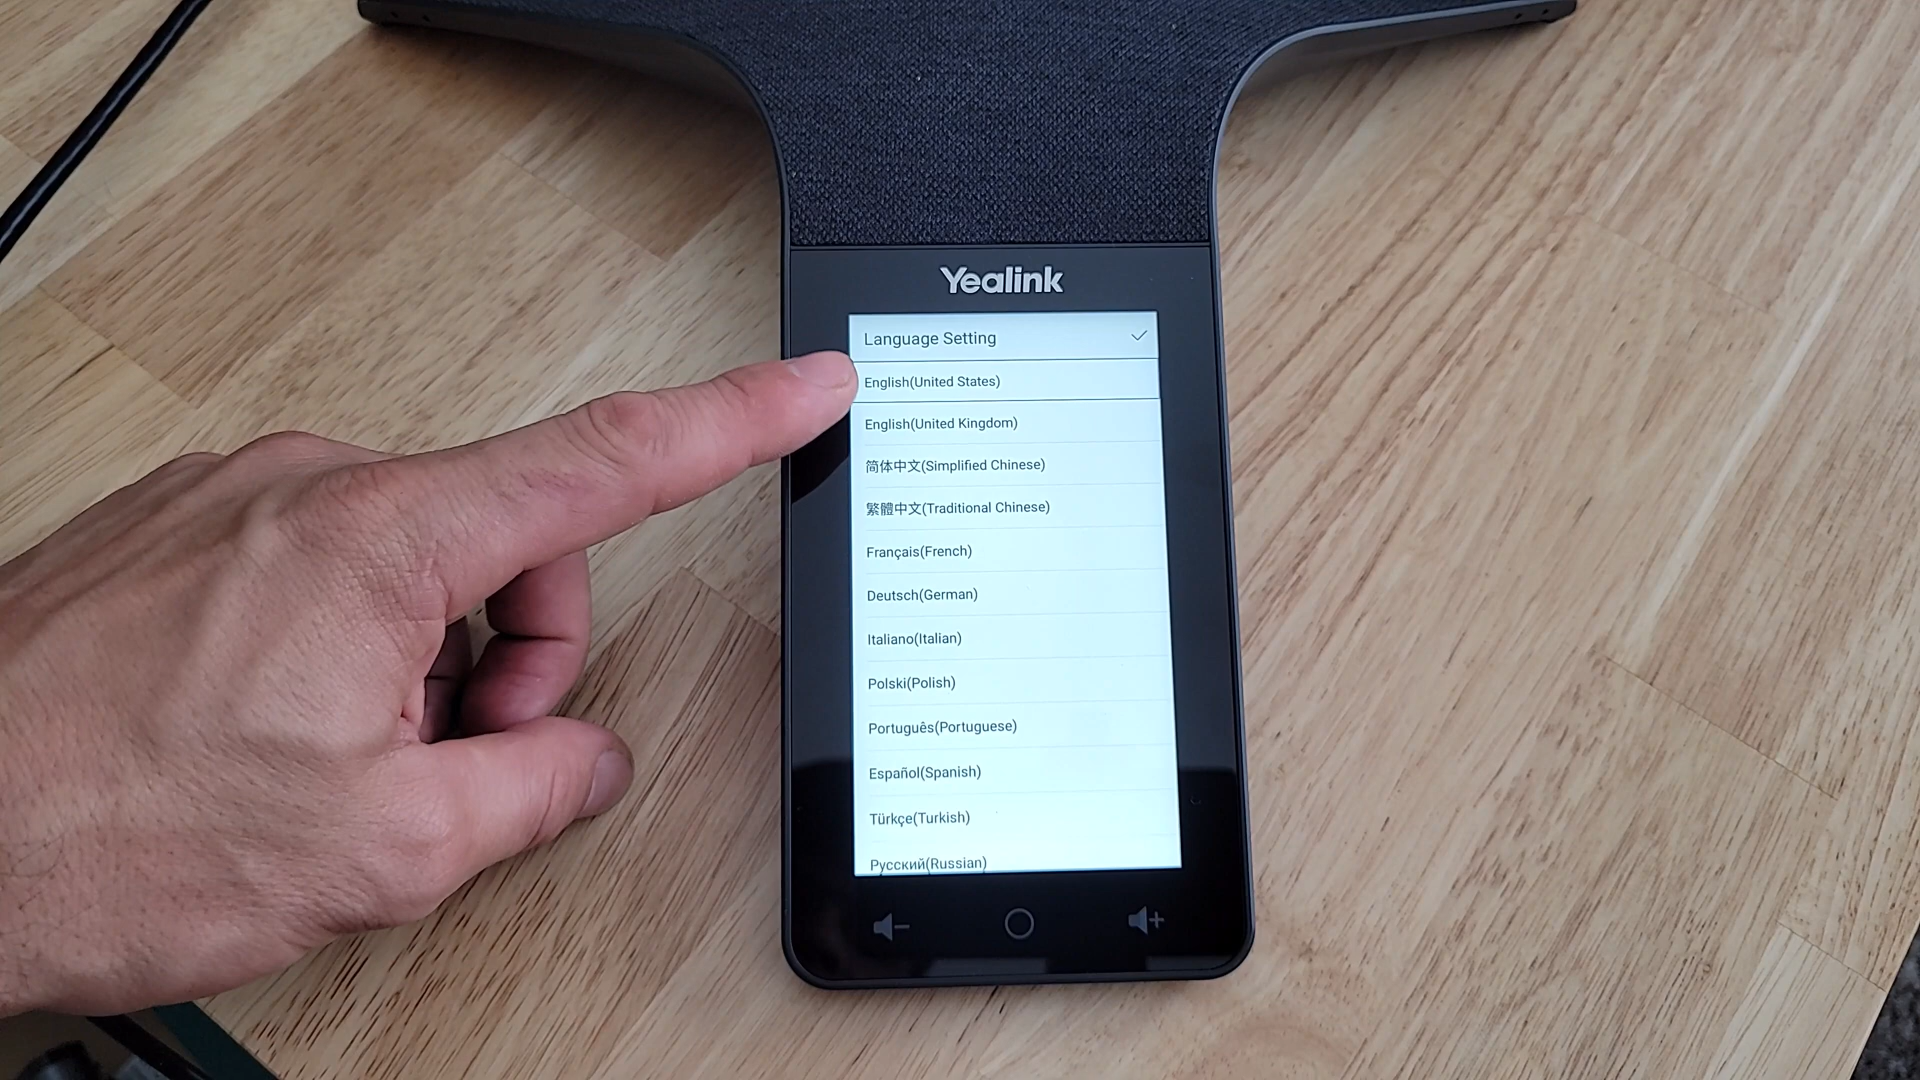 Yealink
Language Setting
English(United States)
English(United Kingdom)
简体中文(Simplified Chinese)
繁體中文(Traditional Chinese)
Français(French)
Deutsch(German)
Italiano(Italian)
Polski(Polish)
Português(Portuguese)
Español(Spanish)
Türkçe(Turkish)
Русский(Russian)